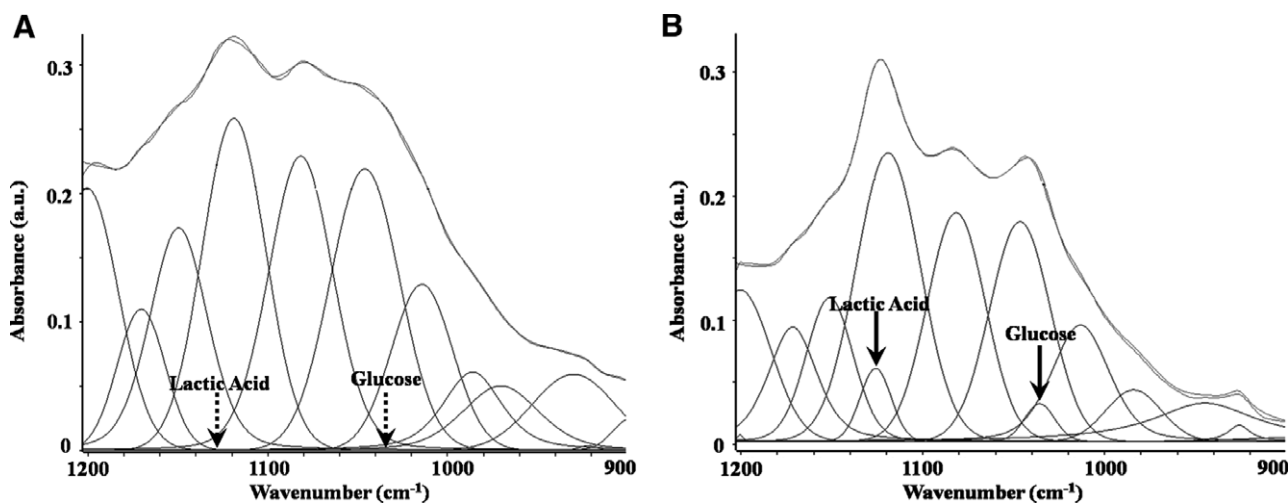 A
0.3
0.2
0.1
0
Absorbance (a.u.)
Lactic Acid
Glucose
1200
1100
1000
900
Wavenumber (cm⁻¹)
B
0.3
0.2
0.1
0
Absorbance (a.u.)
Lactic Acid
Glucose
1200
1100
1000
900
Wavenumber (cm⁻¹)